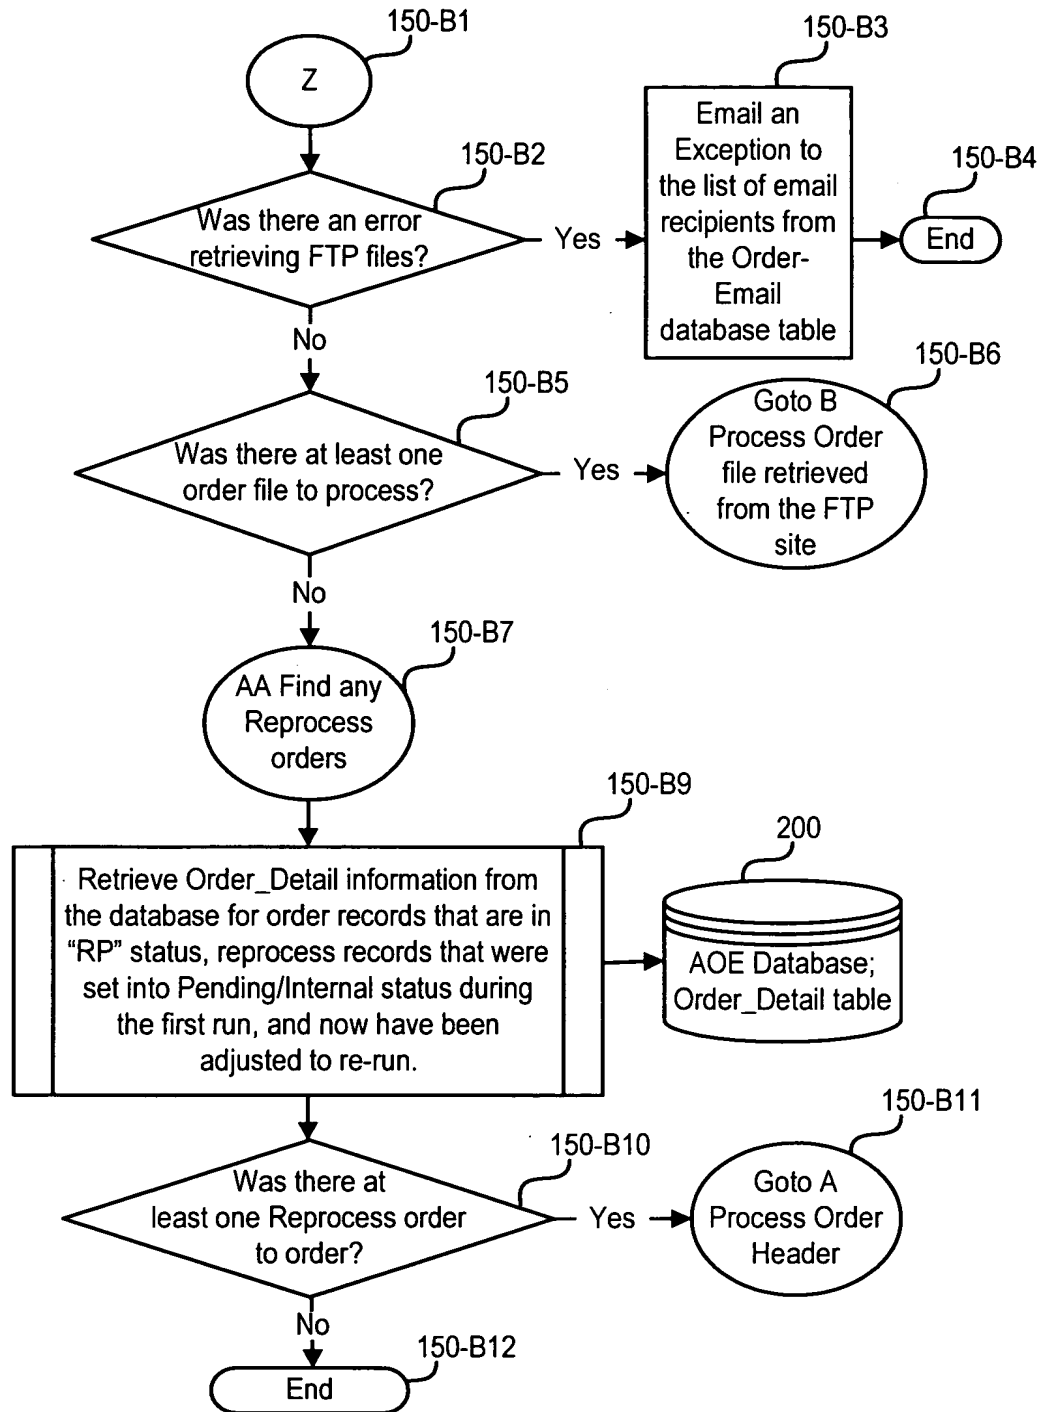 150-B1
Z
150-B2
Was there an error
retrieving FTP files?
Yes
150-B3
Email an
Exception to
the list of email
recipients from
the Order-
Email
database table
150-B4
End
No
150-B5
Was there at least one
order file to process?
Yes
150-B6
Goto B
Process Order
file retrieved
from the FTP
site
No
150-B7
AA Find any
Reprocess
orders
150-B9
Retrieve Order_Detail information from
the database for order records that are in
“RP” status, reprocess records that were
set into Pending/Internal status during
the first run, and now have been
adjusted to re-run.
200
AOE Database;
Order_Detail table
150-B10
Was there at
least one Reprocess order
to order?
Yes
150-B11
Goto A
Process Order
Header
No
150-B12
End